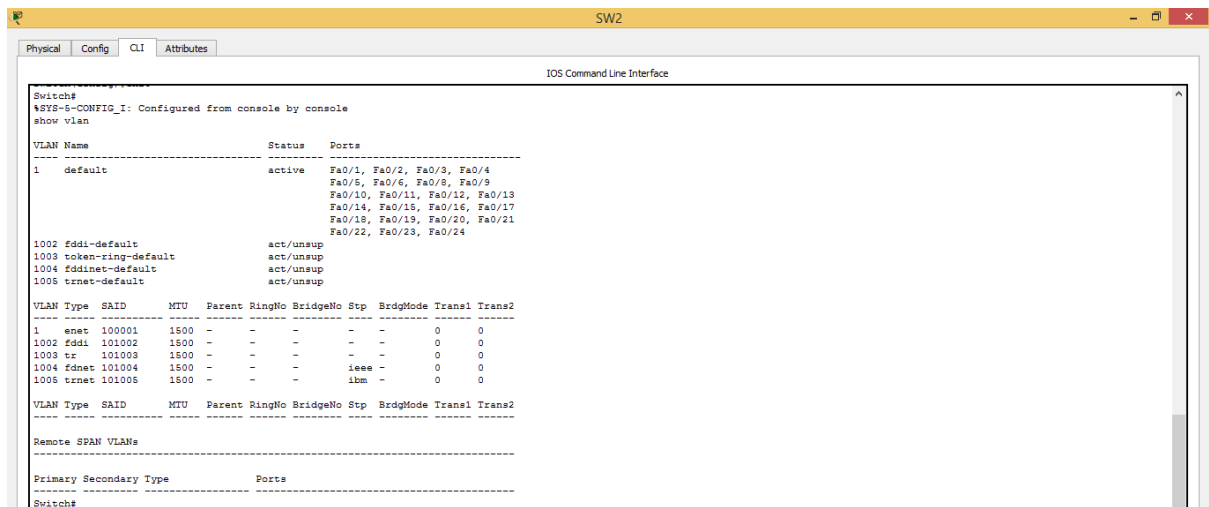 SW2
Physical Config CLI Attributes
IOS Command Line Interface
Switch#
%SYS-5-CONFIG_I: Configured from console by console
show vlan
VLAN Name                             Status    Ports
---- -------------------------------- --------- -------------------------------
1    default                          active    Fa0/1, Fa0/2, Fa0/3, Fa0/4
                                                Fa0/5, Fa0/6, Fa0/8, Fa0/9
                                                Fa0/10, Fa0/11, Fa0/12, Fa0/13
                                                Fa0/14, Fa0/15, Fa0/16, Fa0/17
                                                Fa0/18, Fa0/19, Fa0/20, Fa0/21
                                                Fa0/22, Fa0/23, Fa0/24
1002 fddi-default                     act/unsup
1003 token-ring-default               act/unsup
1004 fddinet-default                  act/unsup
1005 trnet-default                    act/unsup
VLAN Type  SAID       MTU   Parent RingNo BridgeNo Stp  BrdgMode Trans1 Trans2
---- ----- ---------- ----- ------ ------ -------- ---- -------- ------ ------
1    enet  100001     1500  -      -      -        -    -        0      0
1002 fddi  101002     1500  -      -      -        -    -        0      0
1003 tr    101003     1500  -      -      -        -    -        0      0
1004 fdnet 101004     1500  -      -      -        ieee -        0      0
1005 trnet 101005     1500  -      -      -        ibm  -        0      0
VLAN Type  SAID       MTU   Parent RingNo BridgeNo Stp  BrdgMode Trans1 Trans2
---- ----- ---------- ----- ------ ------ -------- ---- -------- ------ ------
Remote SPAN VLANs
------------------------------------------------------------------------------
Primary Secondary Type              Ports
------- --------- ----------------- ------------------------------------------
Switch#